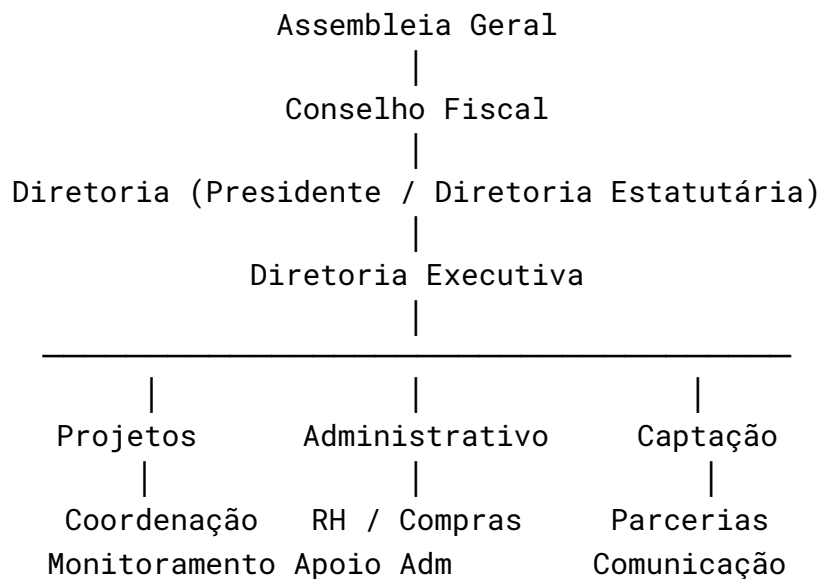 Assembleia Geral
|
Conselho Fiscal
|
Diretoria (Presidente / Diretoria Estatutária)
|
Diretoria Executiva
|
────────────────────────────────────
| | |
Projetos Administrativo Captação
| | |
Coordenação RH / Compras Parcerias
Monitoramento Apoio Adm Comunicação